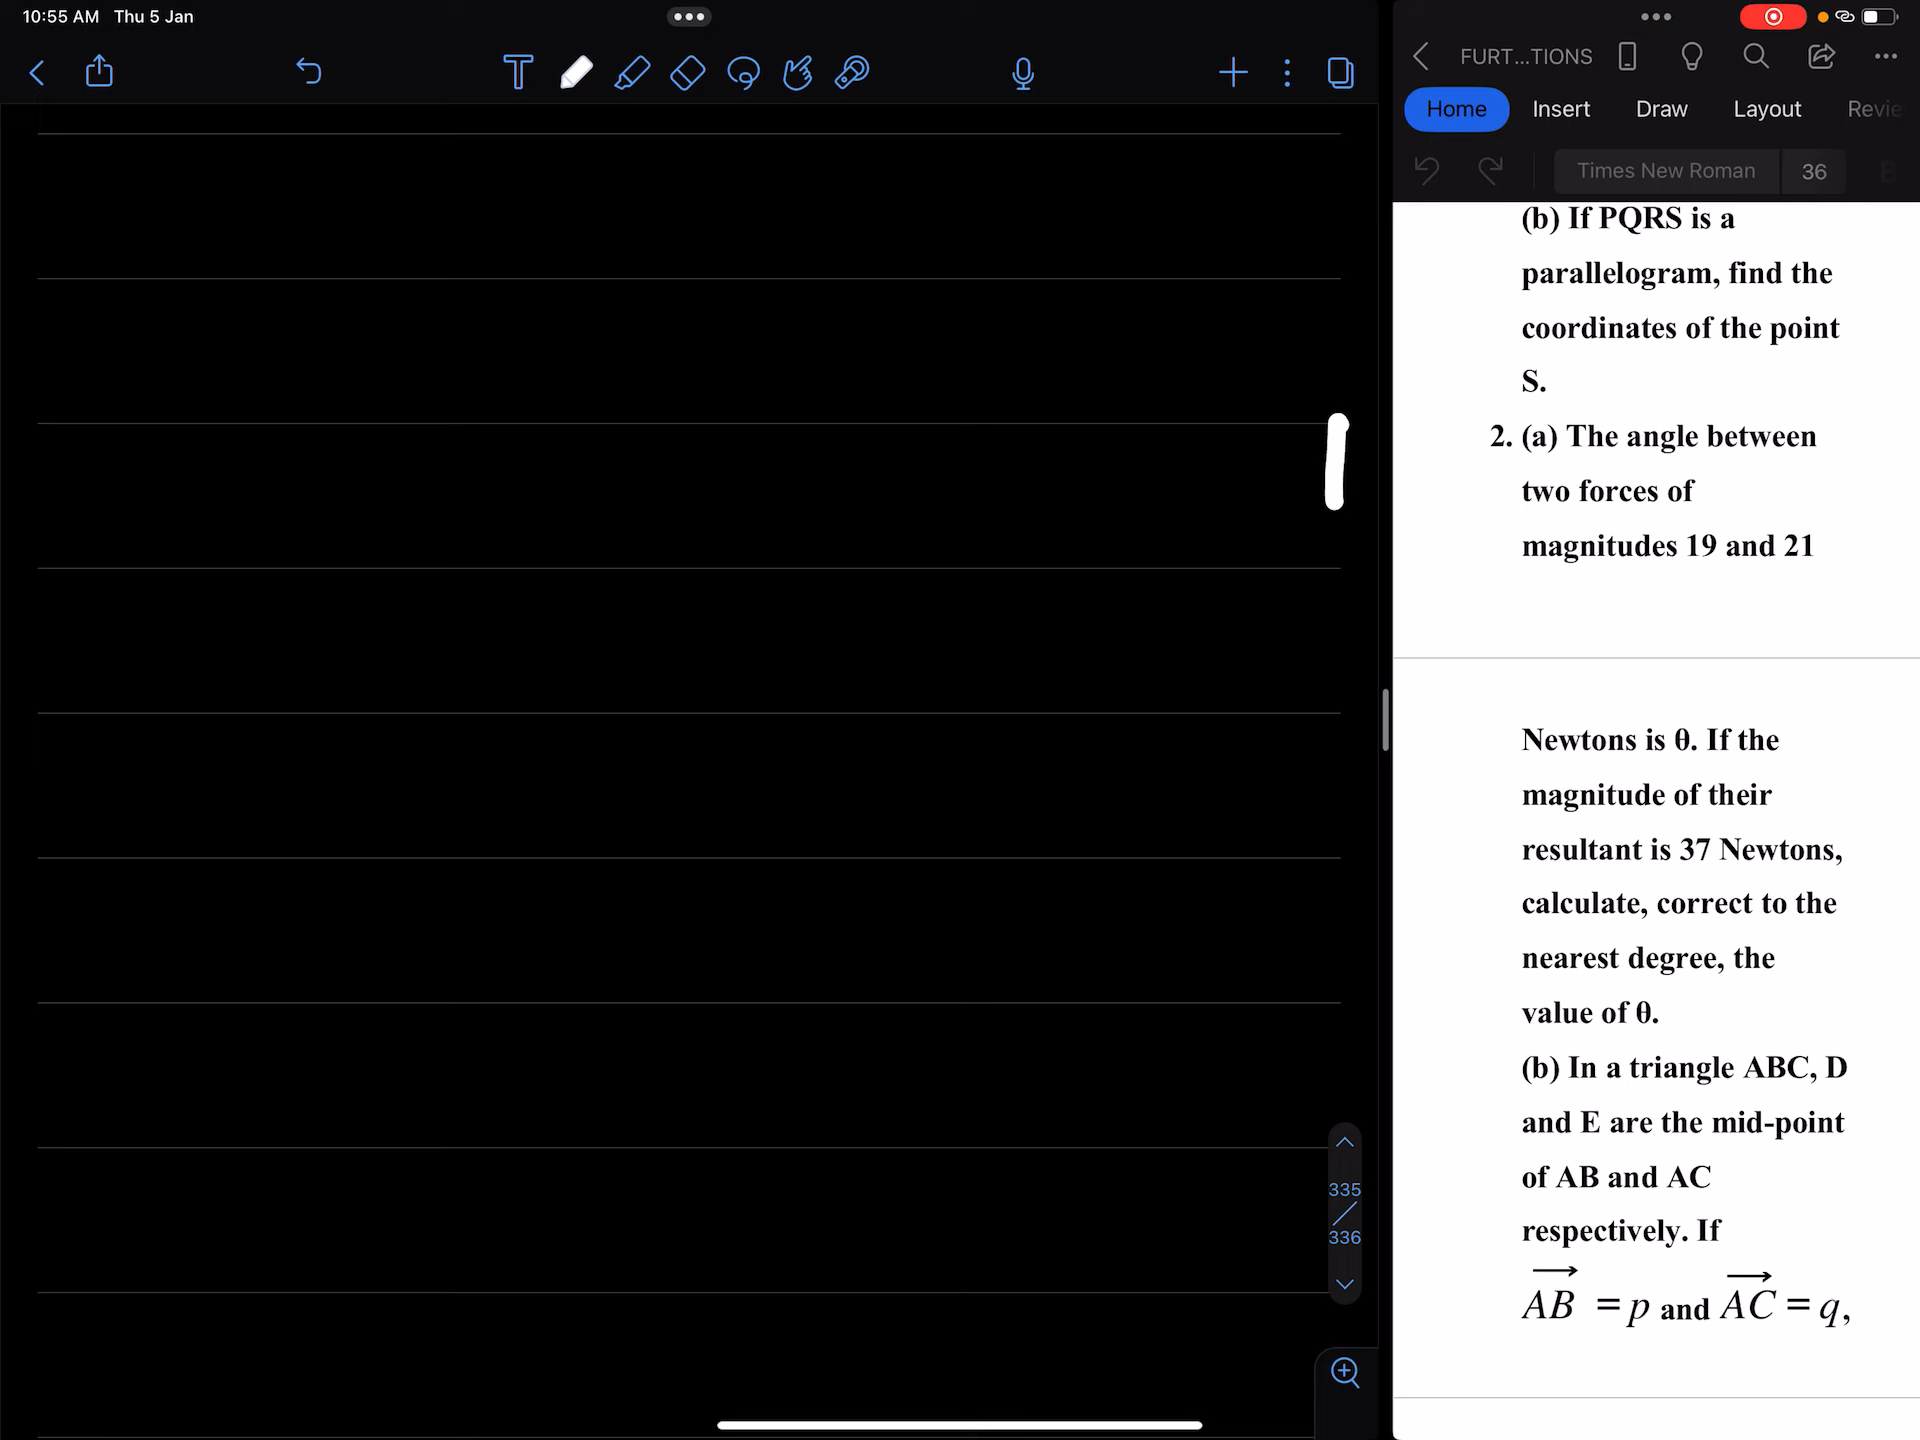 10:55 AM Thu 5 Jan
FURT...TIONS
Home Insert Draw Layout Revie
Times New Roman 36 B
(b) If PQRS is a
parallelogram, find the
coordinates of the point
S.
2. (a) The angle between
two forces of
magnitudes 19 and 21
Newtons is θ. If the
magnitude of their
resultant is 37 Newtons,
calculate, correct to the
nearest degree, the
value of θ.
(b) In a triangle ABC, D
and E are the mid-point
of AB and AC
respectively. If
\overrightarrow{AB} = p and \overrightarrow{AC} = q,
335
336